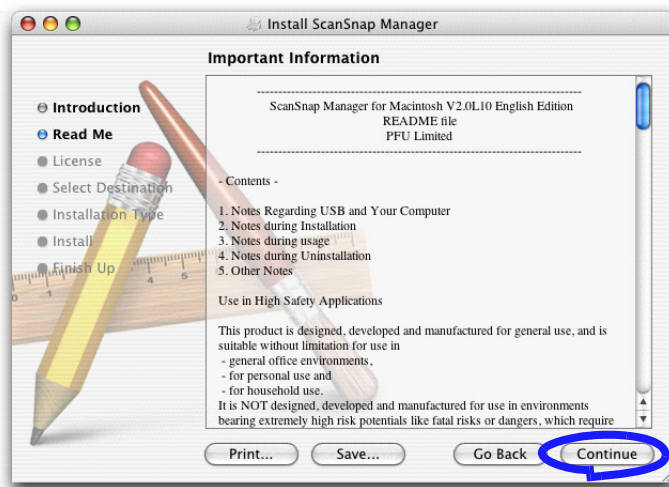 Install ScanSnap Manager
Important Information
Introduction
Read Me
License
Select Destination
Installation Type
Install
Finish Up
0 1 4 5
--------------------------------------------------------------------------------
ScanSnap Manager for Macintosh V2.0L10 English Edition
README file
PFU Limited
--------------------------------------------------------------------------------
- Contents -
1. Notes Regarding USB and Your Computer
2. Notes during Installation
3. Notes during usage
4. Notes during Uninstallation
5. Other Notes
Use in High Safety Applications
This product is designed, developed and manufactured for general use, and is
suitable without limitation for use in
- general office environments,
- for personal use and
- for household use.
It is NOT designed, developed and manufactured for use in environments
bearing extremely high risk potentials like fatal risks or dangers, which require
Print...
Save...
Go Back
Continue